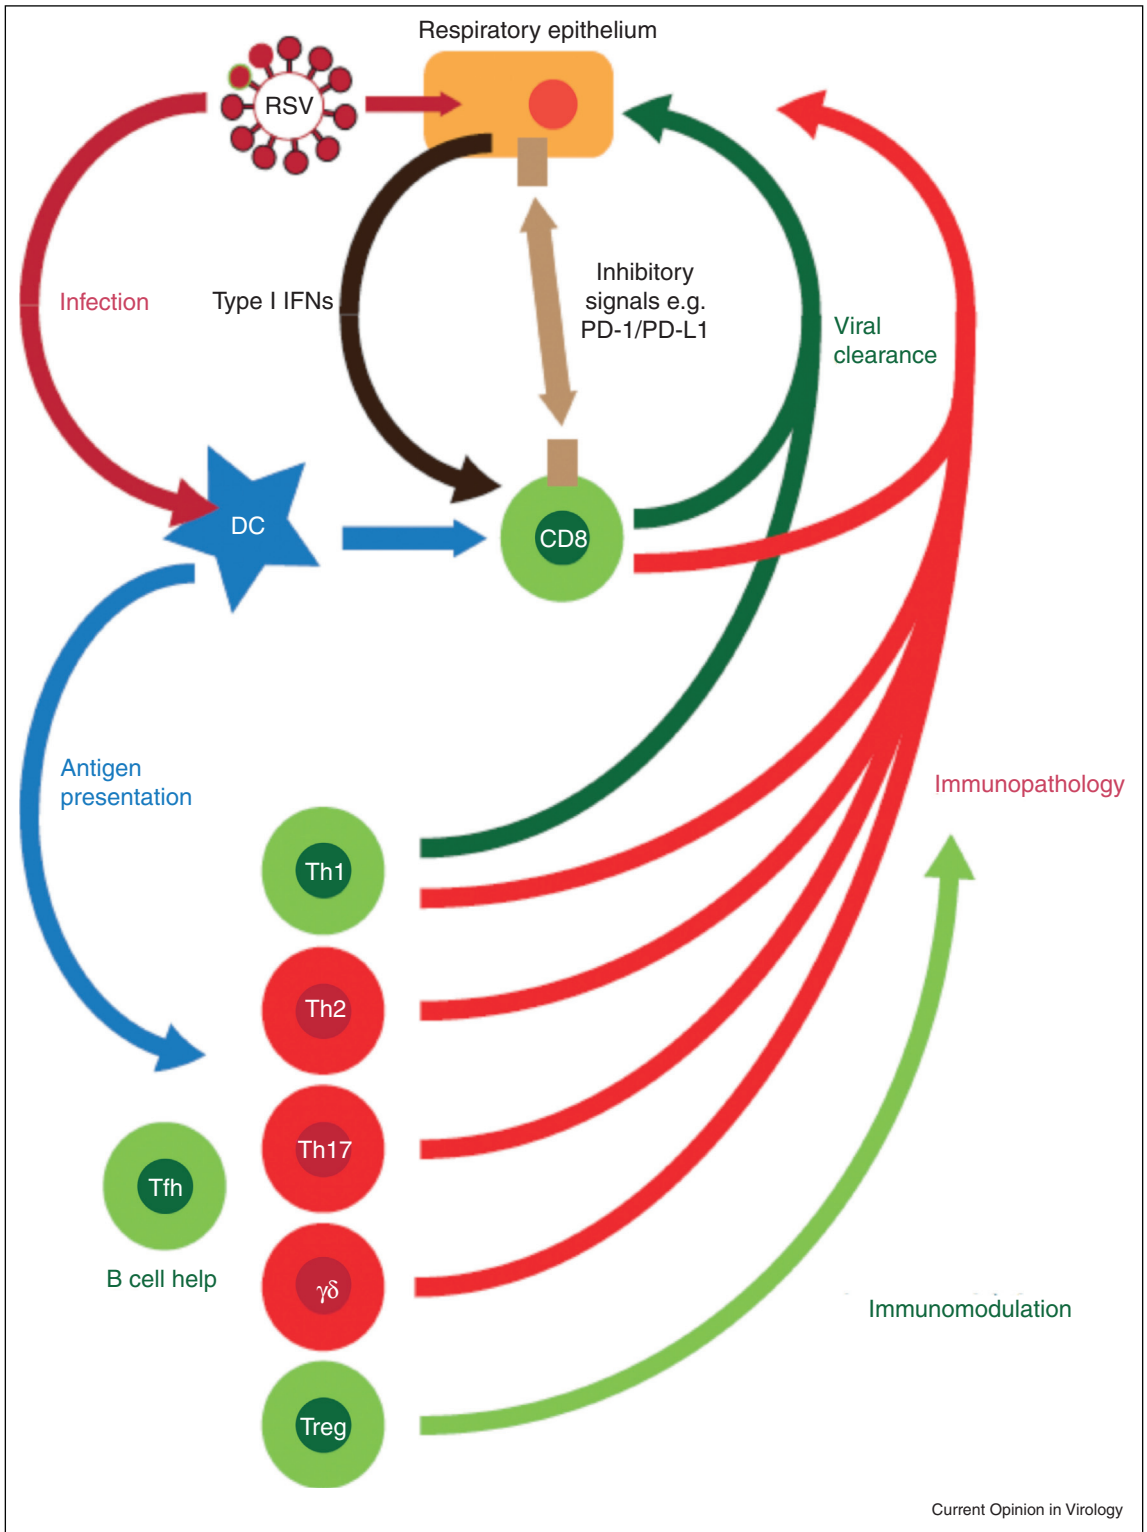 Respiratory epithelium
RSV
Infection
Type I IFNs
Inhibitory
signals e.g.
PD-1/PD-L1
Viral
clearance
DC
CD8
Antigen
presentation
Immunopathology
Th1
Th2
Th17
Tfh
B cell help
γδ
Immunomodulation
Treg
Current Opinion in Virology